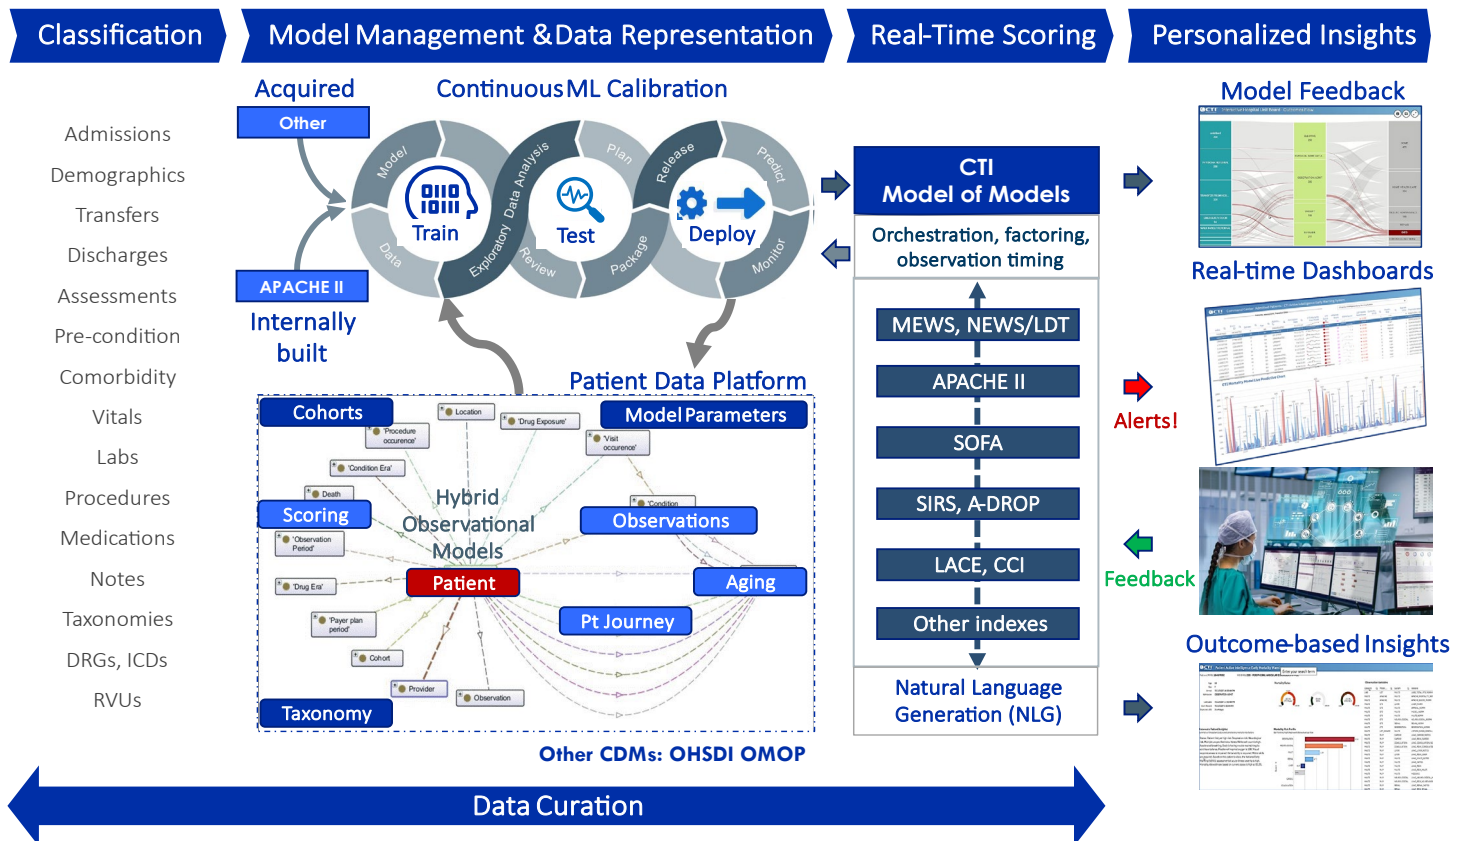 Classification
Model Management & Data Representation
Real-Time Scoring
Personalized Insights
Admissions
Demographics
Transfers
Discharges
Assessments
Pre-condition
Comorbidity
Vitals
Labs
Procedures
Medications
Notes
Taxonomies
DRGs, ICDs
RVUs
Acquired
Other
APACHE II
Internally
built
Continuous ML Calibration
Model
Data
Train
Exploratory Data Analysis
Plan
Review
Test
Package
Release
Deploy
Predict
Monitor
Patient Data Platform
Cohorts
Location
'Drug Exposure'
Model Parameters
'Procedure
occurence'
'Visit
occurence'
'Condition Era'
Death
Scoring
Hybrid
Observational
Models
'Condition
Observations
'Observation
Period'
Patient
Aging
'Drug Era'
Pt Journey
'Payer plan
period'
Cohort
Provider
Observation
Taxonomy
Other CDMs: OHSDI OMOP
CTI
Model of Models
Orchestration, factoring,
observation timing
MEWS, NEWS/LDT
APACHE II
SOFA
SIRS, A-DROP
LACE, CCI
Other indexes
Natural Language
Generation (NLG)
Model Feedback
CTI
Real-time Dashboards
CTI
Alerts!
Feedback
Outcome-based Insights
CTI
Data Curation